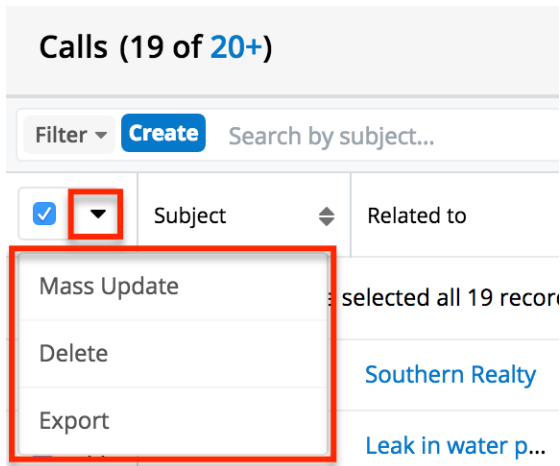 Calls (19 of 20+)
Filter Create Search by subject...
Subject Related to
Mass Update
selected all 19
Delete
Southern Realty
Export
Leak in water p...